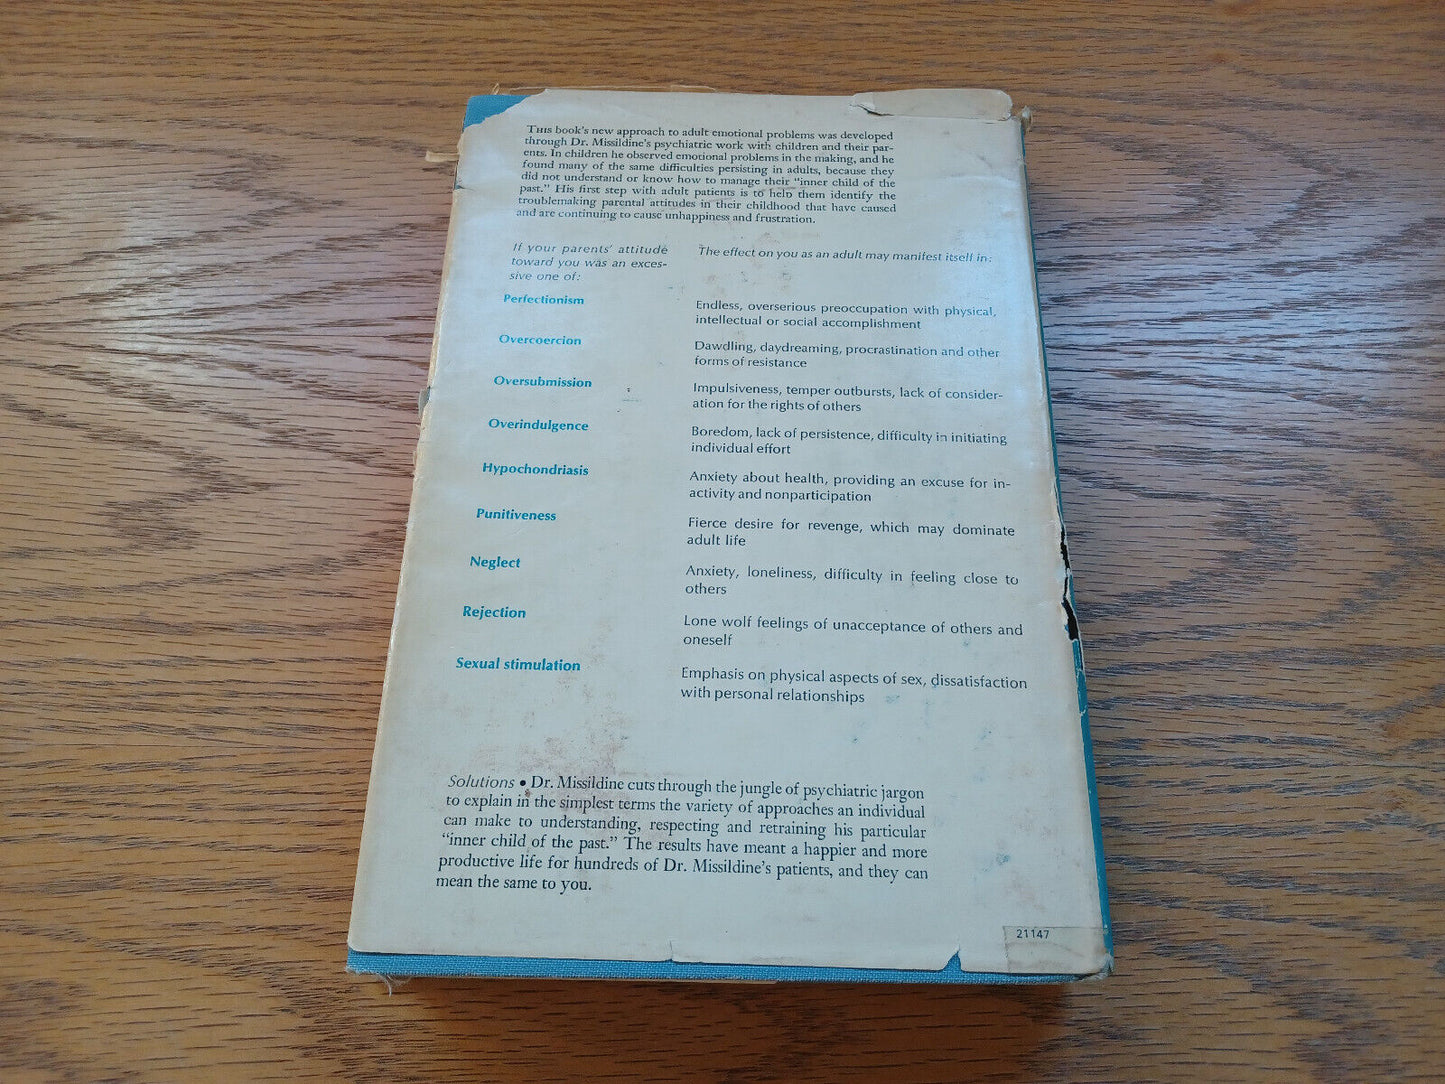 THIS book's new approach to adult emotional problems was developed
through Dr. Missildine's psychiatric work with children and their par-
ents. In children he observed emotional problems in the making, and he
found many of the same difficulties persisting in adults, because they
did not understand or know how to manage their "inner child of the
past." His first step with adult patients is to help them identify the
troublemaking parental attitudes in their childhood that have caused
and are continuing to cause unhappiness and frustration.
If your parents' attitude
toward you was an exces-
sive one of:
The effect on you as an adult may manifest itself in:
Perfectionism
Endless, overserious preoccupation with physical,
intellectual or social accomplishment
Overcoercion
Dawdling, daydreaming, procrastination and other
forms of resistance
Oversubmission
Impulsiveness, temper outbursts, lack of consider-
ation for the rights of others
Overindulgence
Boredom, lack of persistence, difficulty in initiating
individual effort
Hypochondriasis
Anxiety about health, providing an excuse for in-
activity and nonparticipation
Punitiveness
Fierce desire for revenge, which may dominate
adult life
Neglect
Anxiety, loneliness, difficulty in feeling close to
others
Rejection
Lone wolf feelings of unacceptance of others and
oneself
Sexual stimulation
Emphasis on physical aspects of sex, dissatisfaction
with personal relationships
Solutions • Dr. Missildine cuts through the jungle of psychiatric jargon
to explain in the simplest terms the variety of approaches an individual
can make to understanding, respecting and retraining his particular
"inner child of the past." The results have meant a happier and more
productive life for hundreds of Dr. Missildine's patients, and they can
mean the same to you.
21147